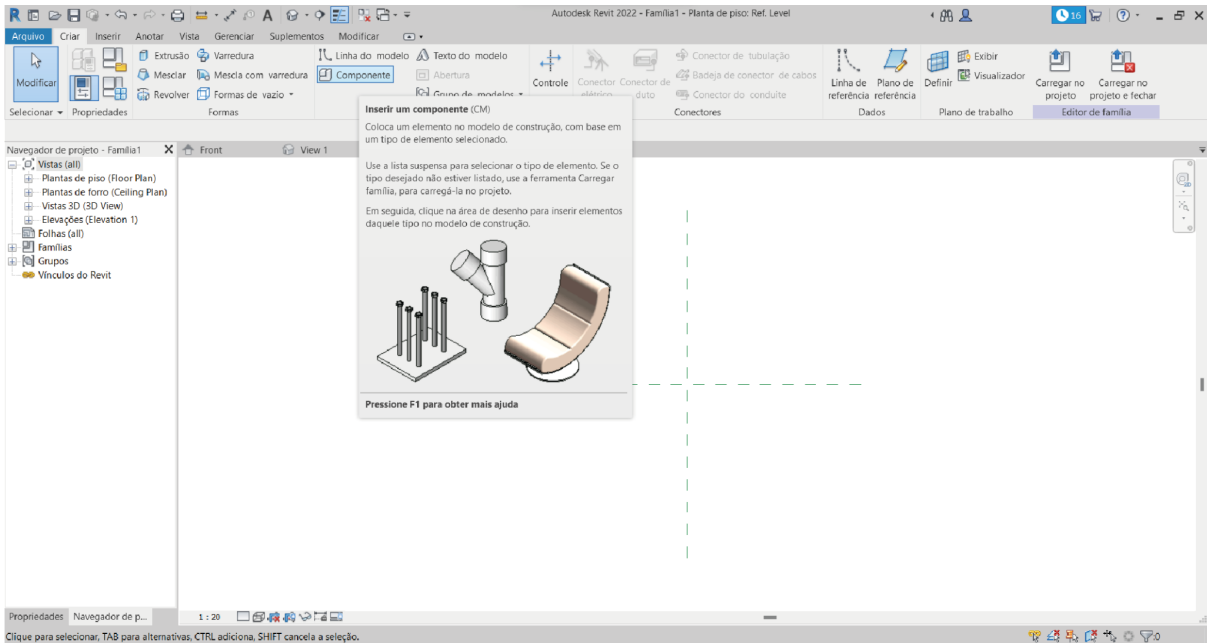 Autodesk Revit 2022 - Família1 - Planta de piso: Ref. Level
16
Arquivo Criar Inserir Anotar Vista Gerenciar Suplementos Modificar
Modificar
Selecionar
Propriedades
Extrusão Varredura
Mesclar Mescla com varredura
Revolver Formas de vazio
Formas
Linha do modelo Texto do modelo
Componente Abertura
Grupo de modelos
Controle
Conector elétrico
Conector de duto
Conector de tubulação
Badeja de conector de cabos
Conector do conduite
Conectores
Linha de referência
Plano de referência
Dados
Definir
Exibir
Visualizador
Plano de trabalho
Carregar no projeto
Carregar no projeto e fechar
Editor de família
Inserir um componente (CM)
Coloca um elemento no modelo de construção, com base em
um tipo de elemento selecionado.
Use a lista suspensa para selecionar o tipo de elemento. Se o
tipo desejado não estiver listado, use a ferramenta Carregar
família, para carregá-la no projeto.
Em seguida, clique na área de desenho para inserir elementos
daquele tipo no modelo de construção.
Pressione F1 para obter mais ajuda
Navegador de projeto - Família1
Front
View 1
Vistas (all)
Plantas de piso (Floor Plan)
Plantas de forro (Ceiling Plan)
Vistas 3D (3D View)
Elevações (Elevation 1)
Folhas (all)
Famílias
Grupos
Vínculos do Revit
Propriedades Navegador de p...
1 : 20
Clique para selecionar, TAB para alternativas, CTRL adiciona, SHIFT cancela a seleção.
:0